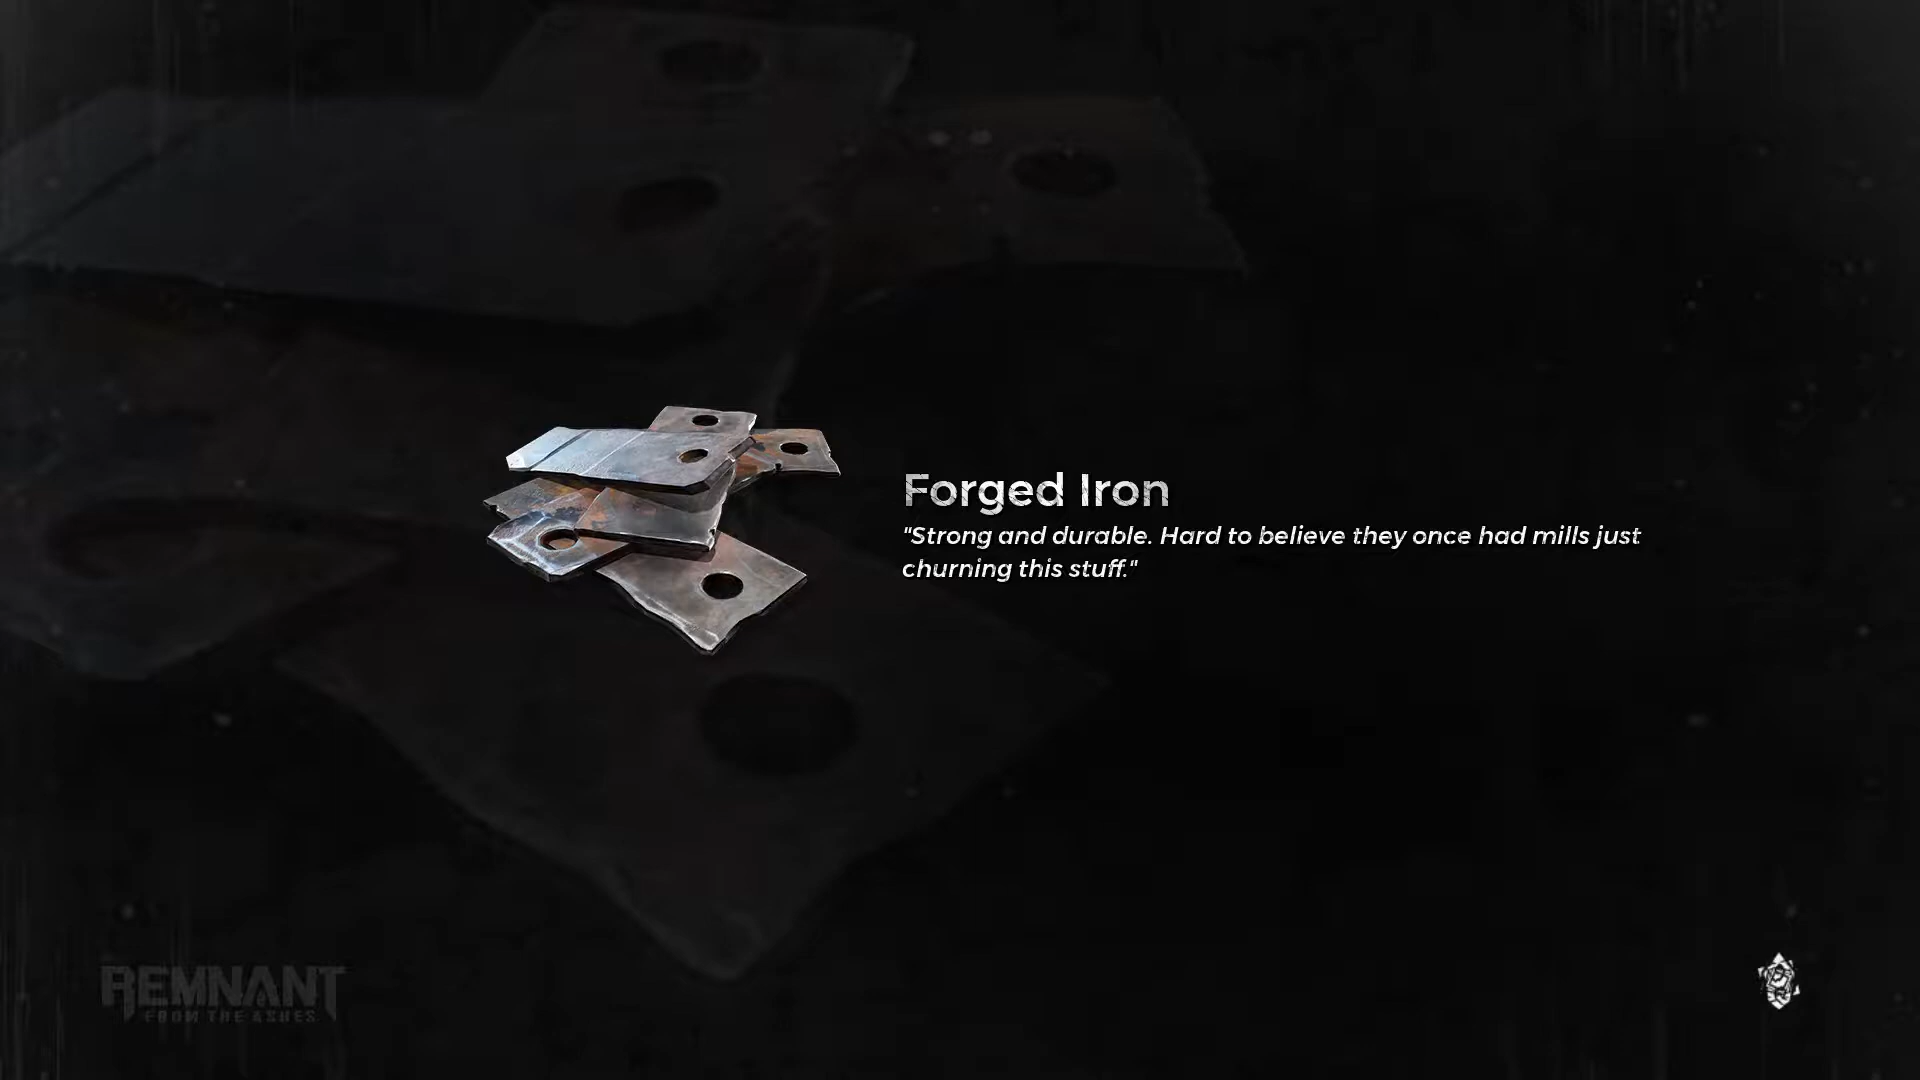 Forged Iron
"Strong and durable. Hard to believe they once had mills just
churning this stuff."
REMNANT
FROM THE ASHES